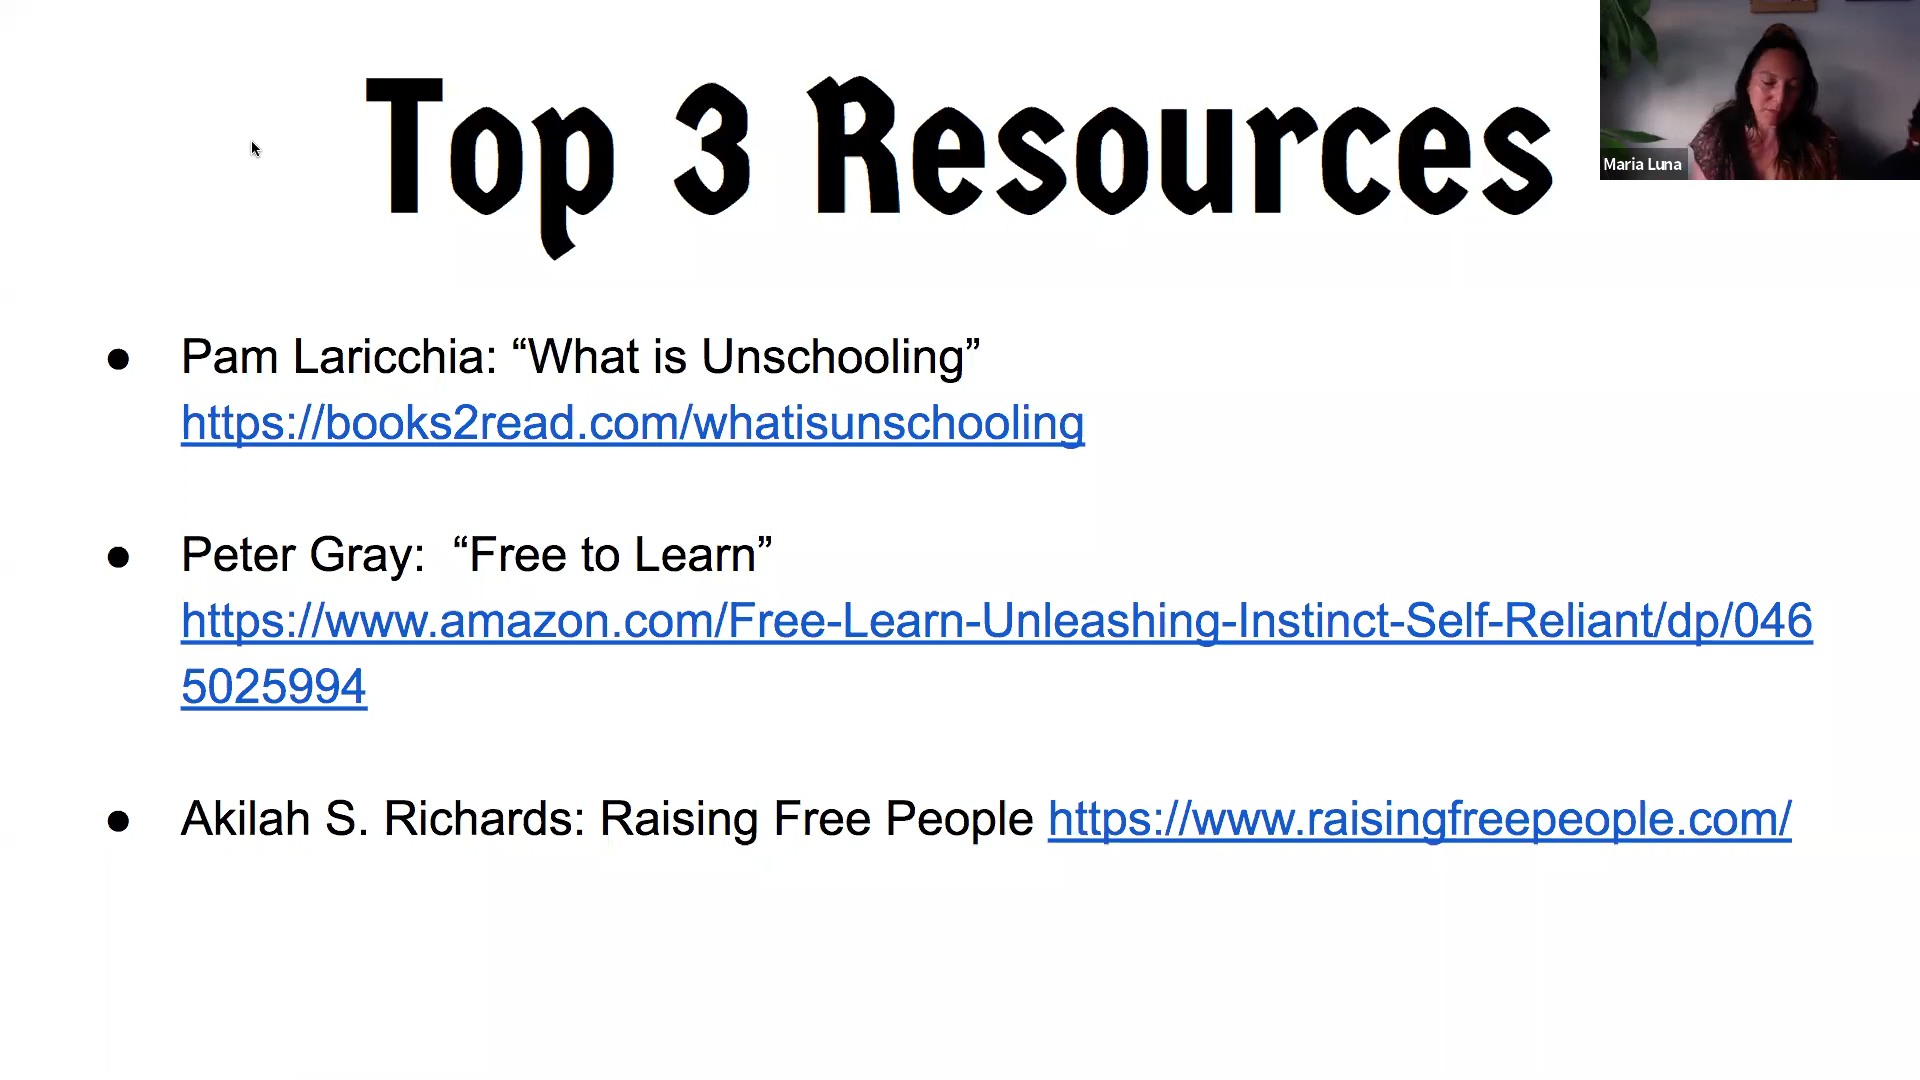 Top 3 Resources
Maria Luna
● Pam Laricchia: “What is Unschooling”
https://books2read.com/whatisunschooling
● Peter Gray:  “Free to Learn”
https://www.amazon.com/Free-Learn-Unleashing-Instinct-Self-Reliant/dp/046
5025994
● Akilah S. Richards: Raising Free People https://www.raisingfreepeople.com/